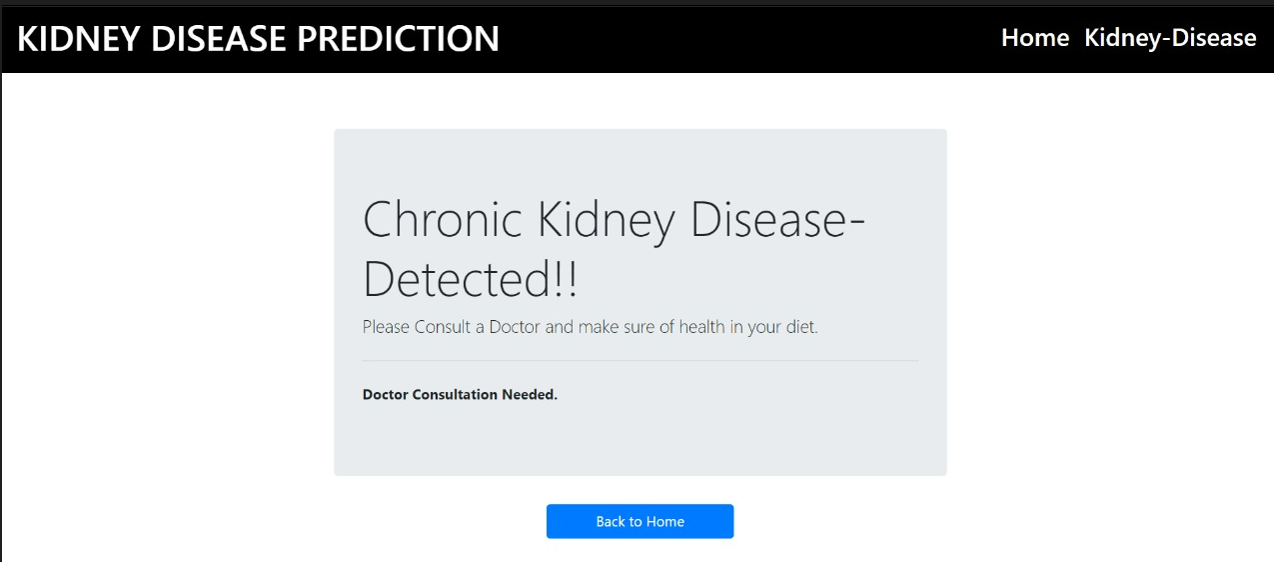 KIDNEY DISEASE PREDICTION
Home Kidney-Disease
Chronic Kidney Disease-
Detected!!
Please Consult a Doctor and make sure of health in your diet.
Doctor Consultation Needed.
Back to Home